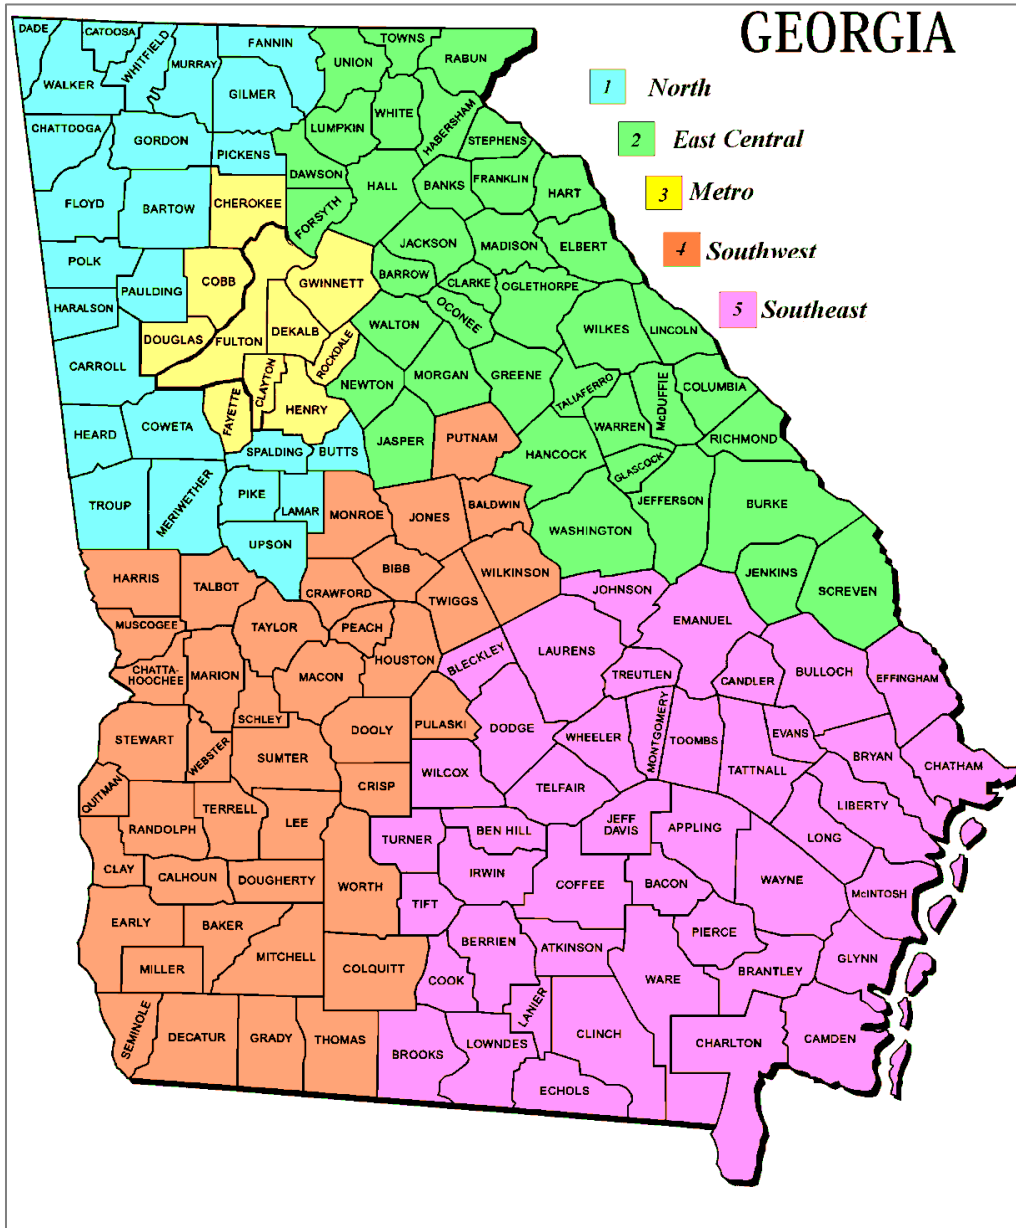 GEORGIA
1 North
2 East Central
3 Metro
4 Southwest
5 Southeast
DADE
CATOOSA
WHITFIELD
MURRAY
FANNIN
UNION
TOWNS
RABUN
WALKER
GILMER
CHATTOOGA
GORDON
PICKENS
LUMPKIN
WHITE
HABERSHAM
STEPHENS
DAWSON
HALL
BANKS
FRANKLIN
HART
FLOYD
BARTOW
CHEROKEE
FORSYTH
JACKSON
MADISON
ELBERT
POLK
PAULDING
COBB
GWINNETT
BARROW
CLARKE
OGLETHORPE
OCONEE
HARALSON
DOUGLAS
FULTON
DEKALB
ROCKDALE
WALTON
WILKES
LINCOLN
CARROLL
CLAYTON
NEWTON
MORGAN
GREENE
TALIAFERRO
McDUFFIE
COLUMBIA
FAYETTE
HENRY
HEARD
COWETA
SPALDING
BUTTS
JASPER
PUTNAM
HANCOCK
WARREN
GLASCOCK
RICHMOND
TROUP
MERIWETHER
PIKE
LAMAR
MONROE
JONES
BALDWIN
WASHINGTON
JEFFERSON
BURKE
UPSON
HARRIS
TALBOT
CRAWFORD
BIBB
TWIGGS
WILKINSON
JOHNSON
JENKINS
SCREVEN
MUSCOGEE
TAYLOR
PEACH
HOUSTON
BLECKLEY
LAURENS
EMANUEL
CHATTA-
HOOCHEE
MARION
MACON
TREUTLEN
CANDLER
BULLOCH
EFFINGHAM
SCHLEY
DOOLY
PULASKI
DODGE
WHEELER
MONTGOMERY
TOOMBS
EVANS
BRYAN
CHATHAM
STEWART
WEBSTER
SUMTER
WILCOX
TELFAIR
TATTNALL
LIBERTY
QUITMAN
CRISP
RANDOLPH
TERRELL
LEE
TURNER
BEN HILL
JEFF
DAVIS
APPLING
LONG
CLAY
CALHOUN
DOUGHERTY
WORTH
IRWIN
COFFEE
BACON
WAYNE
McINTOSH
TIFT
EARLY
BAKER
MITCHELL
BERRIEN
ATKINSON
PIERCE
MILLER
COLQUITT
COOK
WARE
BRANTLEY
GLYNN
SEMINOLE
DECATUR
GRADY
THOMAS
BROOKS
LOWNDES
LANIER
CLINCH
CHARLTON
CAMDEN
ECHOLS